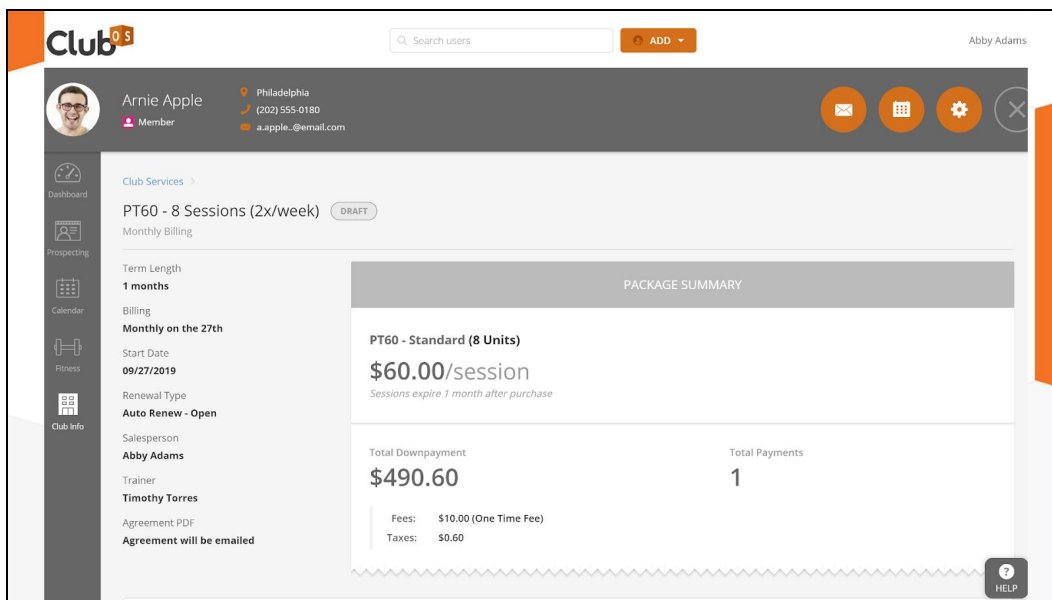 ClubOS
Search users
ADD
Abby Adams
Arnie Apple
Member
Philadelphia
(202) 555-0180
a.apple..@email.com
Dashboard
Prospecting
Calendar
Fitness
Club Info
Club Services >
PT60 - 8 Sessions (2x/week) DRAFT
Monthly Billing
Term Length
1 months
Billing
Monthly on the 27th
Start Date
09/27/2019
Renewal Type
Auto Renew - Open
Salesperson
Abby Adams
Trainer
Timothy Torres
Agreement PDF
Agreement will be emailed
PACKAGE SUMMARY
PT60 - Standard (8 Units)
$60.00/session
Sessions expire 1 month after purchase
Total Downpayment
$490.60
Total Payments
1
Fees: $10.00 (One Time Fee)
Taxes: $0.60
? HELP